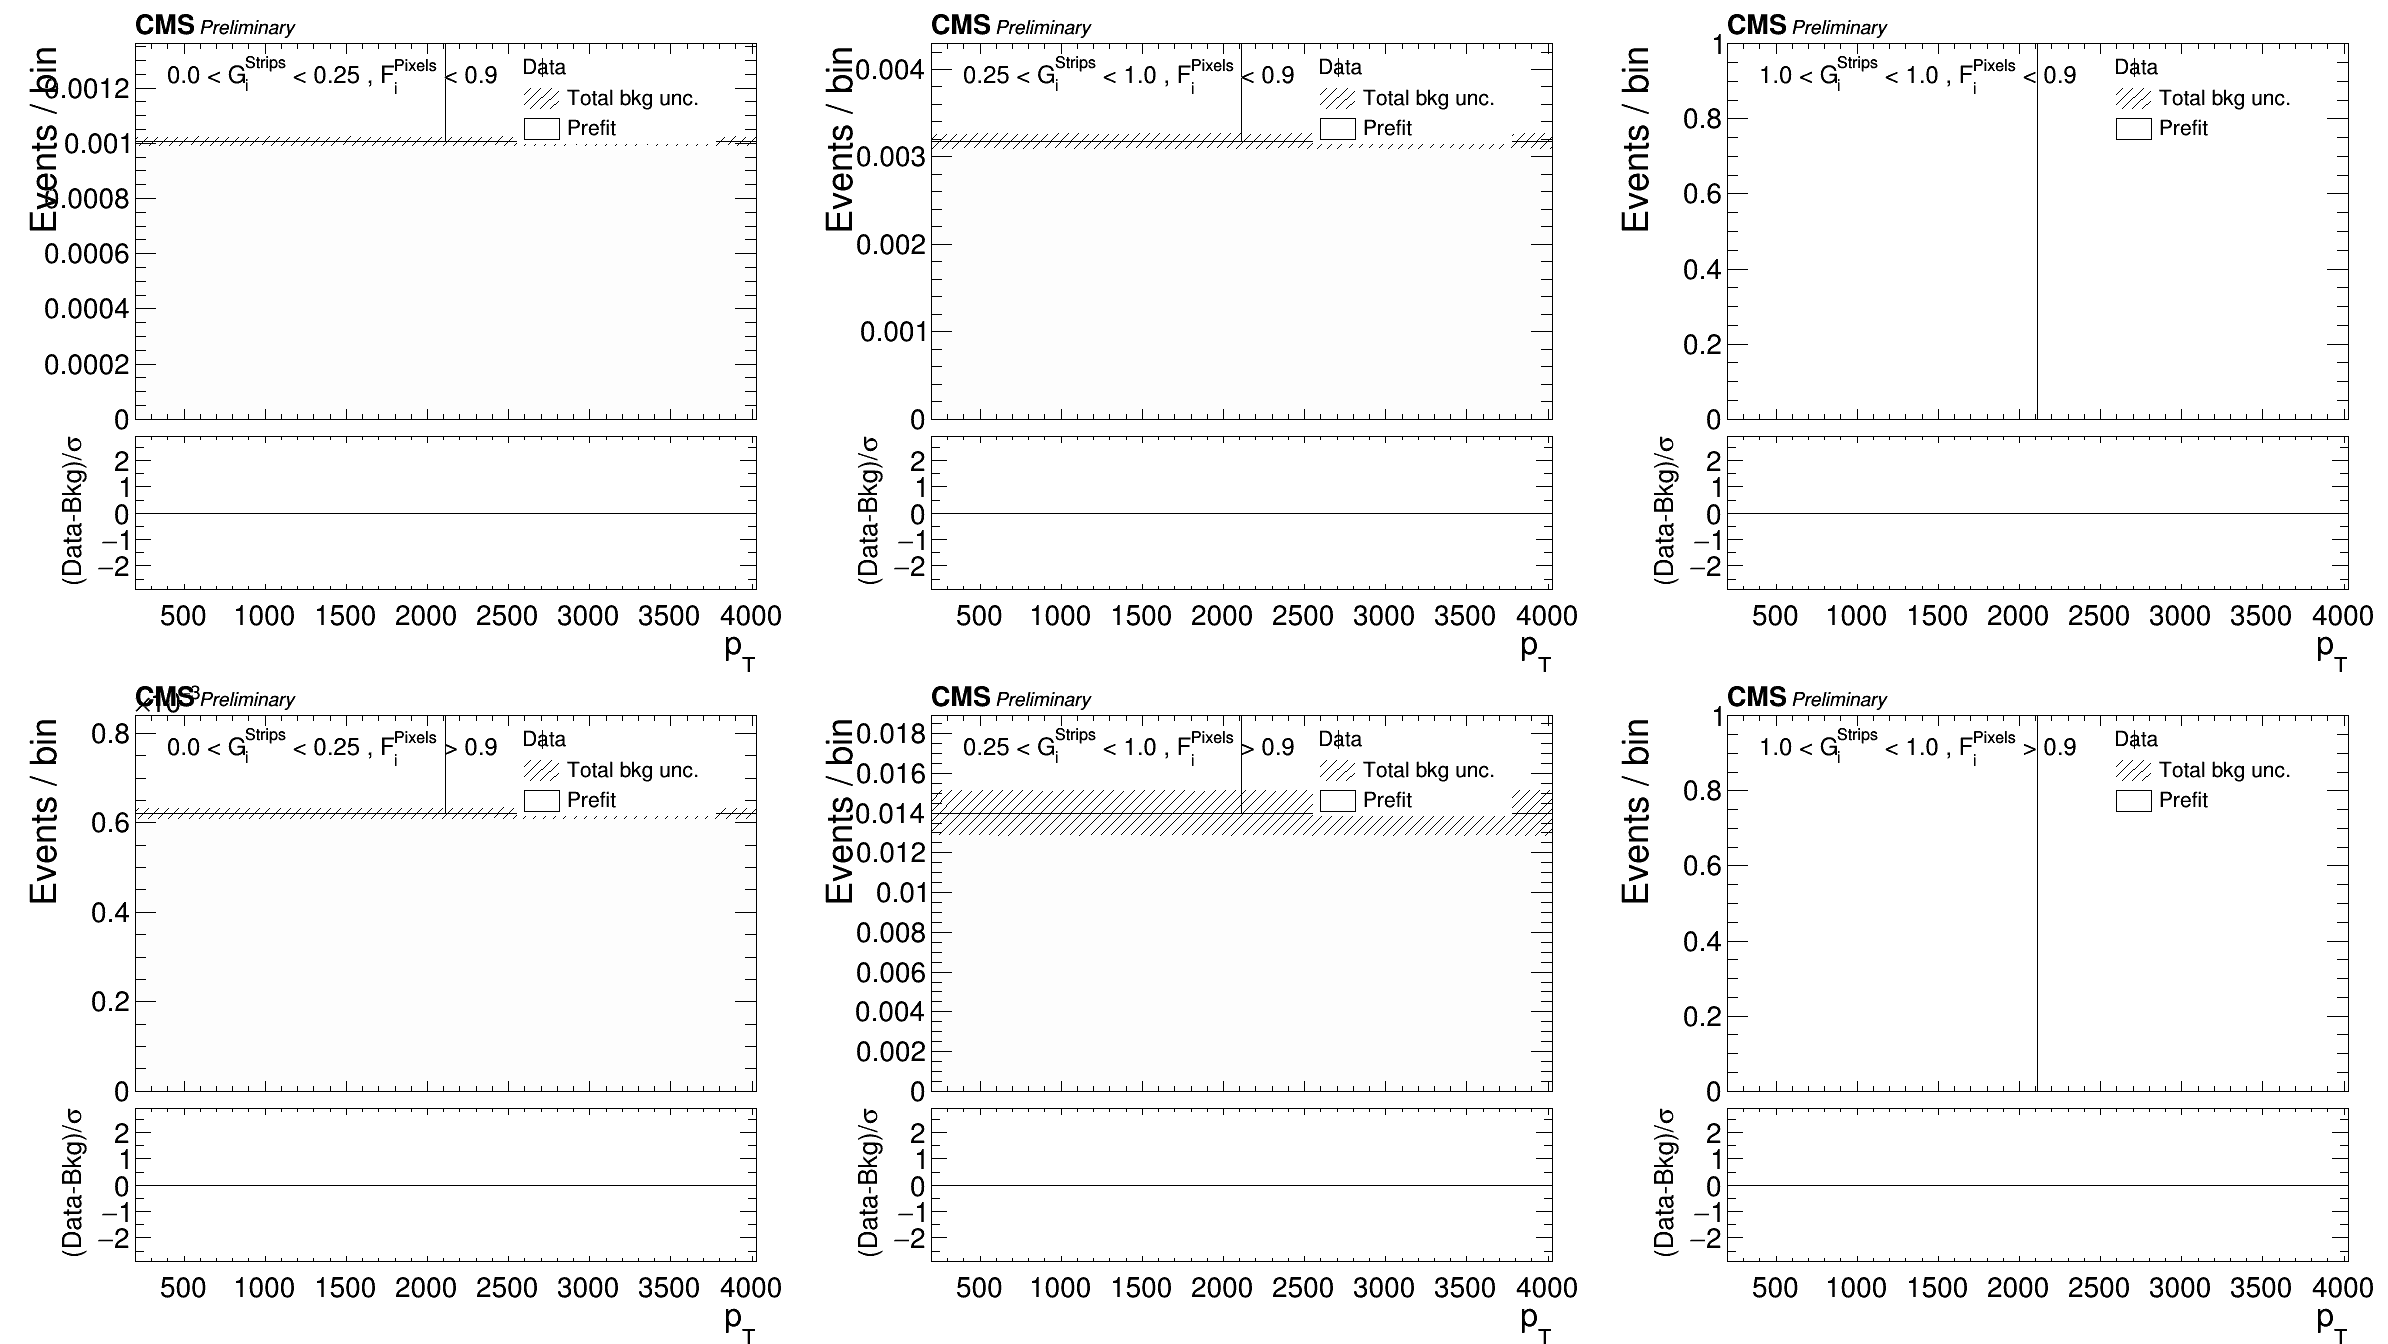 CMS Preliminary
Events / bin
0.0 < G_i^Strips < 0.25 , F_i^Pixels < 0.9
Data
Total bkg unc.
Prefit
0.0012
0.001
0.0008
0.0006
0.0004
0.0002
0
(Data-Bkg)/σ
2
1
0
−1
−2
500 1000 1500 2000 2500 3000 3500 4000
p_T
CMS Preliminary
Events / bin
0.25 < G_i^Strips < 1.0 , F_i^Pixels < 0.9
Data
Total bkg unc.
Prefit
0.004
0.003
0.002
0.001
0
(Data-Bkg)/σ
2
1
0
−1
−2
500 1000 1500 2000 2500 3000 3500 4000
p_T
CMS Preliminary
Events / bin
1.0 < G_i^Strips < 1.0 , F_i^Pixels < 0.9
Data
Total bkg unc.
Prefit
1
0.8
0.6
0.4
0.2
0
(Data-Bkg)/σ
2
1
0
−1
−2
500 1000 1500 2000 2500 3000 3500 4000
p_T
CMS Preliminary
×10^−3
Events / bin
0.0 < G_i^Strips < 0.25 , F_i^Pixels > 0.9
Data
Total bkg unc.
Prefit
0.8
0.6
0.4
0.2
0
(Data-Bkg)/σ
2
1
0
−1
−2
500 1000 1500 2000 2500 3000 3500 4000
p_T
CMS Preliminary
Events / bin
0.25 < G_i^Strips < 1.0 , F_i^Pixels > 0.9
Data
Total bkg unc.
Prefit
0.018
0.016
0.014
0.012
0.01
0.008
0.006
0.004
0.002
0
(Data-Bkg)/σ
2
1
0
−1
−2
500 1000 1500 2000 2500 3000 3500 4000
p_T
CMS Preliminary
Events / bin
1.0 < G_i^Strips < 1.0 , F_i^Pixels > 0.9
Data
Total bkg unc.
Prefit
1
0.8
0.6
0.4
0.2
0
(Data-Bkg)/σ
2
1
0
−1
−2
500 1000 1500 2000 2500 3000 3500 4000
p_T